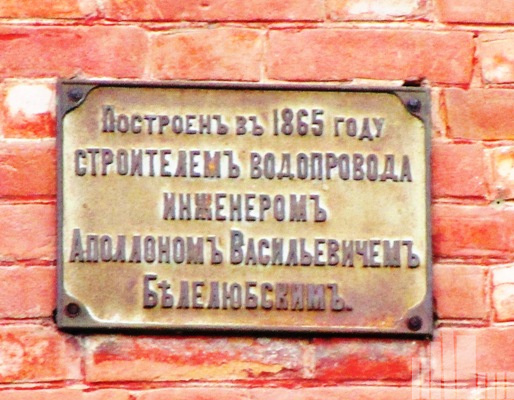 Построенъ въ 1865 году
строителемъ водопровода
инженеромъ
Аполлономъ Васильевичемъ
Бѣлелюбскимъ.